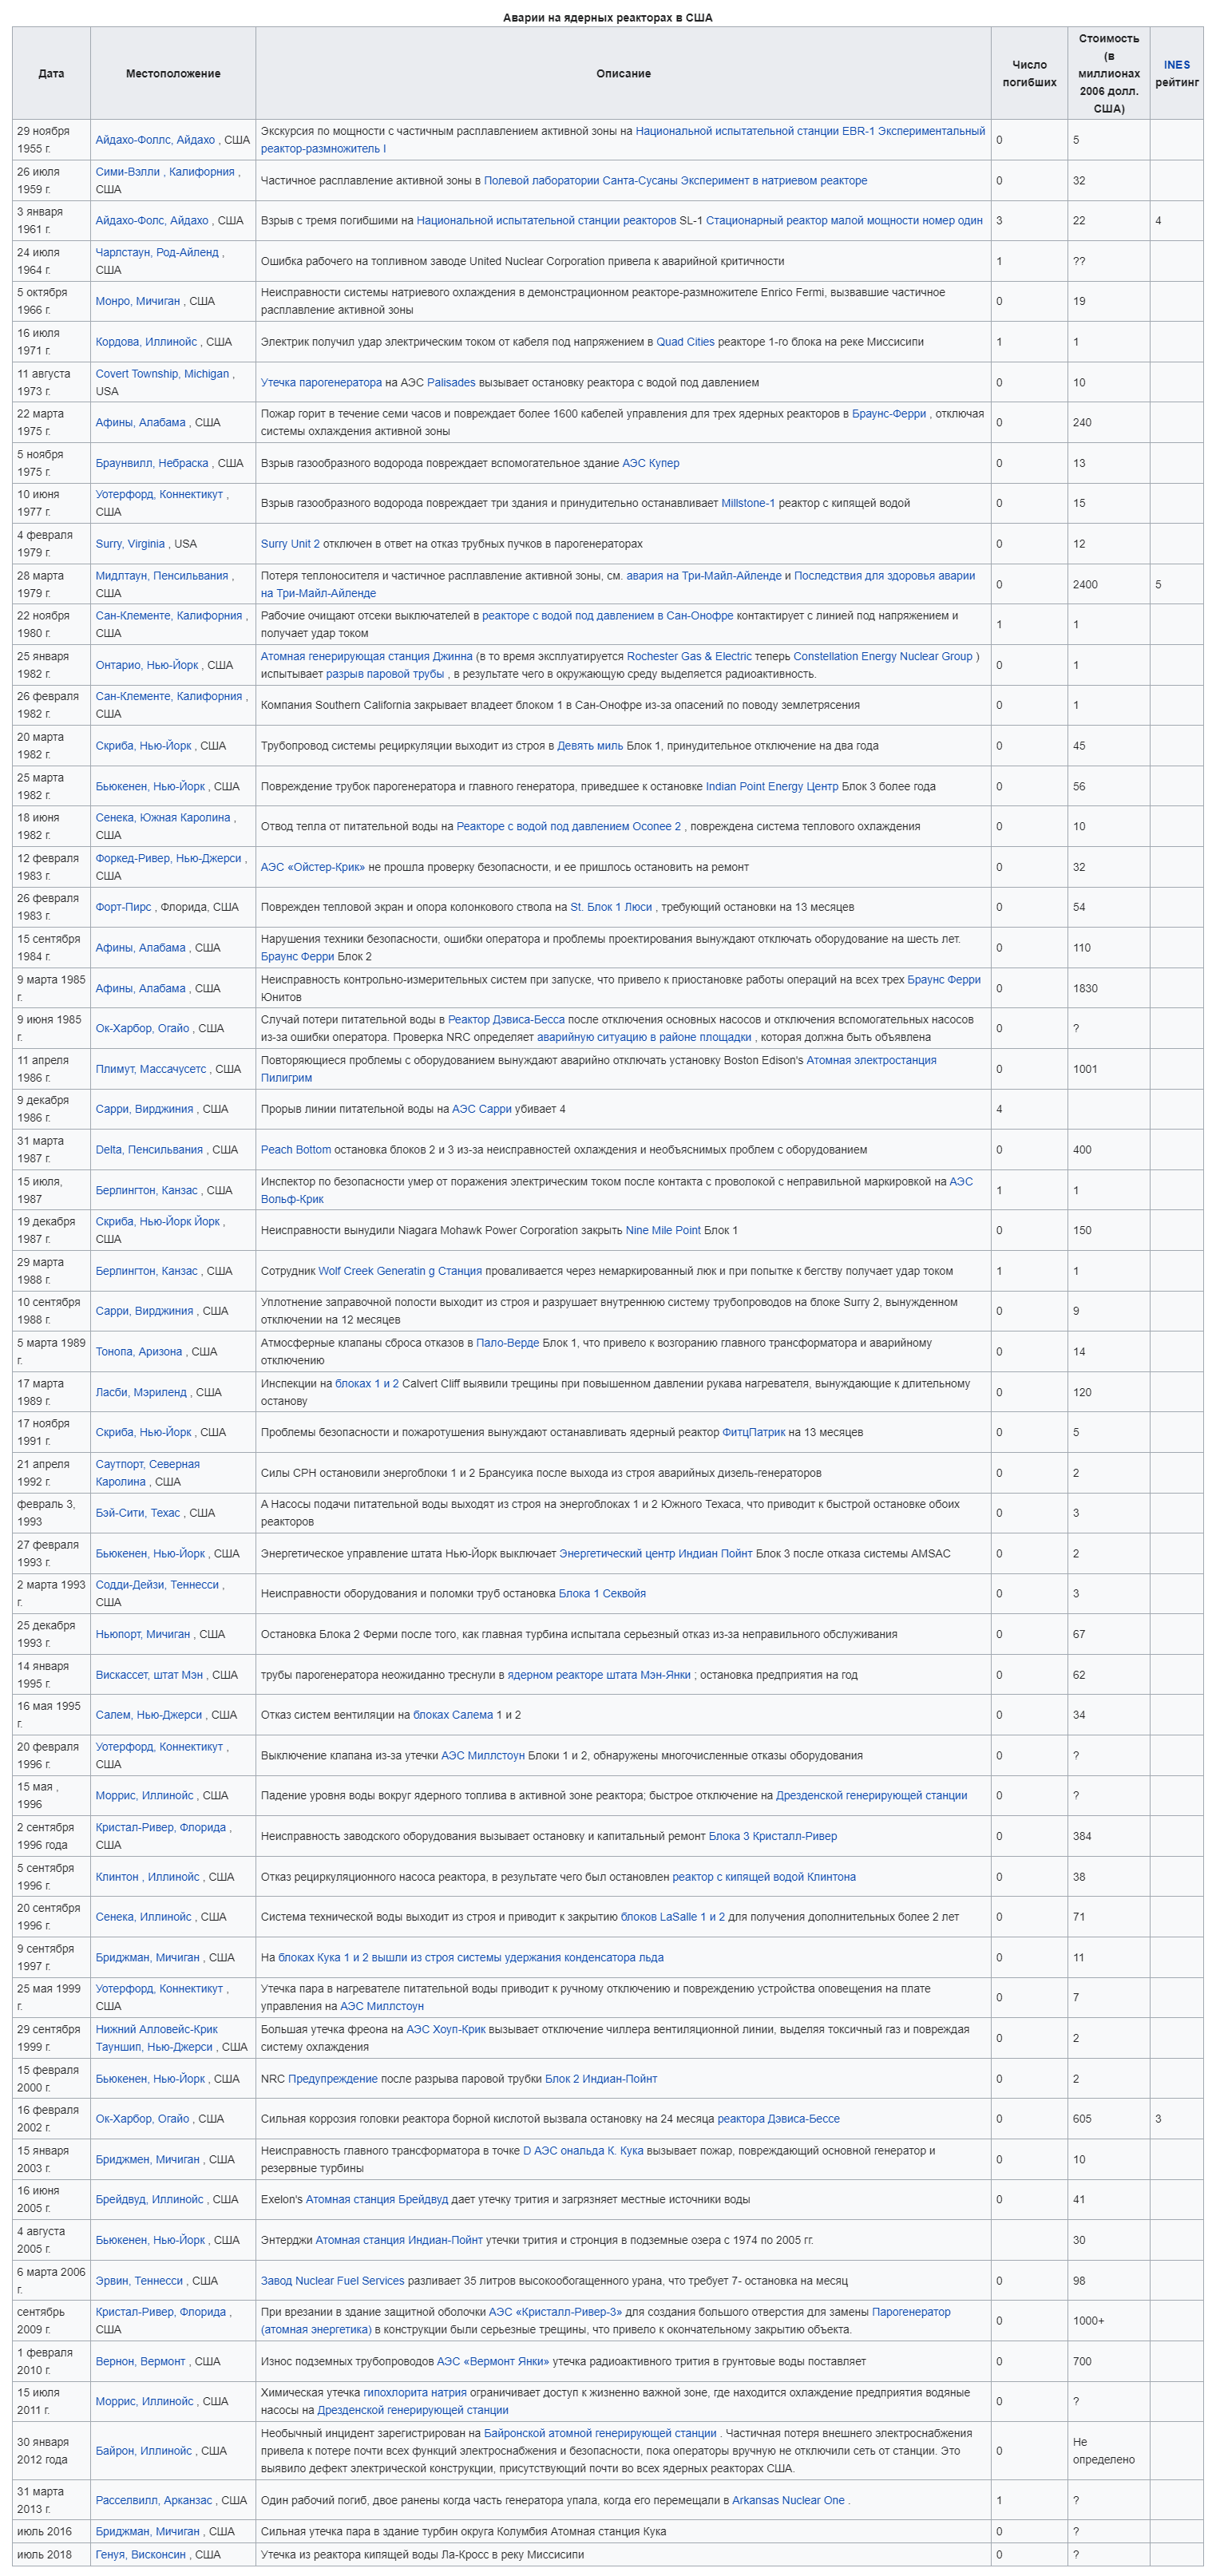 Аварии на ядерных реакторах в США
Дата Местоположение Описание Число погибших Стоимость (в миллионах 2006 долл. США) INES рейтинг
29 ноября 1955 г. Айдахо-Фоллс, Айдахо , США Экскурсия по мощности с частичным расплавлением активной зоны на Национальной испытательной станции EBR-1 Экспериментальный реактор-размножитель I 0 5
26 июля 1959 г. Сими-Вэлли , Калифорния , США Частичное расплавление активной зоны в Полевой лаборатории Санта-Сусаны Эксперимент в натриевом реакторе 0 32
3 января 1961 г. Айдахо-Фолс, Айдахо , США Взрыв с тремя погибшими на Национальной испытательной станции реакторов SL-1 Стационарный реактор малой мощности номер один 3 22 4
24 июля 1964 г. Чарлстаун, Род-Айленд , США Ошибка рабочего на топливном заводе United Nuclear Corporation привела к аварийной критичности 1 ??
5 октября 1966 г. Монро, Мичиган , США Неисправности системы натриевого охлаждения в демонстрационном реакторе-размножителе Enrico Fermi, вызвавшие частичное расплавление активной зоны 0 19
16 июля 1971 г. Кордова, Иллинойс , США Электрик получил удар электрическим током от кабеля под напряжением в Quad Cities реакторе 1-го блока на реке Миссисипи 1 1
11 августа 1973 г. Covert Township, Michigan , USA Утечка парогенератора на АЭС Palisades вызывает остановку реактора с водой под давлением 0 10
22 марта 1975 г. Афины, Алабама , США Пожар горит в течение семи часов и повреждает более 1600 кабелей управления для трех ядерных реакторов в Браунс-Ферри , отключая системы охлаждения активной зоны 0 240
5 ноября 1975 г. Браунвилл, Небраска , США Взрыв газообразного водорода повреждает вспомогательное здание АЭС Купер 0 13
10 июня 1977 г. Уотерфорд, Коннектикут , США Взрыв газообразного водорода повреждает три здания и принудительно останавливает Millstone-1 реактор с кипящей водой 0 15
4 февраля 1979 г. Surry, Virginia , USA Surry Unit 2 отключен в ответ на отказ трубных пучков в парогенераторах 0 12
28 марта 1979 г. Мидлтаун, Пенсильвания , США Потеря теплоносителя и частичное расплавление активной зоны, см. авария на Три-Майл-Айленде и Последствия для здоровья аварии на Три-Майл-Айленде 0 2400 5
22 ноября 1980 г. Сан-Клементе, Калифорния , США Рабочие очищают отсеки выключателей в реакторе с водой под давлением в Сан-Онофре контактирует с линией под напряжением и получает удар током 1 1
25 января 1982 г. Онтарио, Нью-Йорк , США Атомная генерирующая станция Джинна (в то время эксплуатируется Rochester Gas & Electric теперь Constellation Energy Nuclear Group ) испытывает разрыв паровой трубы , в результате чего в окружающую среду выделяется радиоактивность. 0 1
26 февраля 1982 г. Сан-Клементе, Калифорния , США Компания Southern California закрывает владеет блоком 1 в Сан-Онофре из-за опасений по поводу землетрясения 0 1
20 марта 1982 г. Скриба, Нью-Йорк , США Трубопровод системы рециркуляции выходит из строя в Девять миль Блок 1, принудительное отключение на два года 0 45
25 марта 1982 г. Бьюкенен, Нью-Йорк , США Повреждение трубок парогенератора и главного генератора, приведшее к остановке Indian Point Energy Центр Блок 3 более года 0 56
18 июня 1982 г. Сенека, Южная Каролина , США Отвод тепла от питательной воды на Реакторе с водой под давлением Oconee 2 , повреждена система теплового охлаждения 0 10
12 февраля 1983 г. Форкед-Ривер, Нью-Джерси , США АЭС «Ойстер-Крик» не прошла проверку безопасности, и ее пришлось остановить на ремонт 0 32
26 февраля 1983 г. Форт-Пирс , Флорида, США Поврежден тепловой экран и опора колонкового ствола на St. Блок 1 Люси , требующий остановки на 13 месяцев 0 54
15 сентября 1984 г. Афины, Алабама , США Нарушения техники безопасности, ошибки оператора и проблемы проектирования вынуждают отключать оборудование на шесть лет. Браунс Ферри Блок 2 0 110
9 марта 1985 г. Афины, Алабама , США Неисправность контрольно-измерительных систем при запуске, что привело к приостановке работы операций на всех трех Браунс Ферри Юнитов 0 1830
9 июня 1985 г. Ок-Харбор, Огайо , США Случай потери питательной воды в Реактор Дэвиса-Бесса после отключения основных насосов и отключения вспомогательных насосов из-за ошибки оператора. Проверка NRC определяет аварийную ситуацию в районе площадки , которая должна быть объявлена 0 ?
11 апреля 1986 г. Плимут, Массачусетс , США Повторяющиеся проблемы с оборудованием вынуждают аварийно отключать установку Boston Edison's Атомная электростанция Пилигрим 0 1001
9 декабря 1986 г. Сарри, Вирджиния , США Прорыв линии питательной воды на АЭС Сарри убивает 4 4
31 марта 1987 г. Delta, Пенсильвания , США Peach Bottom остановка блоков 2 и 3 из-за неисправностей охлаждения и необъяснимых проблем с оборудованием 0 400
15 июля, 1987 Берлингтон, Канзас , США Инспектор по безопасности умер от поражения электрическим током после контакта с проволокой с неправильной маркировкой на АЭС Вольф-Крик 1 1
19 декабря 1987 г. Скриба, Нью-Йорк Йорк , США Неисправности вынудили Niagara Mohawk Power Corporation закрыть Nine Mile Point Блок 1 0 150
29 марта 1988 г. Берлингтон, Канзас , США Сотрудник Wolf Creek Generatin g Станция проваливается через немаркированный люк и при попытке к бегству получает удар током 1 1
10 сентября 1988 г. Сарри, Вирджиния , США Уплотнение заправочной полости выходит из строя и разрушает внутреннюю систему трубопроводов на блоке Surry 2, вынужденном отключении на 12 месяцев 0 9
5 марта 1989 г. Тонопа, Аризона , США Атмосферные клапаны сброса отказов в Пало-Верде Блок 1, что привело к возгоранию главного трансформатора и аварийному отключению 0 14
17 марта 1989 г. Ласби, Мэриленд , США Инспекции на блоках 1 и 2 Calvert Cliff выявили трещины при повышенном давлении рукава нагревателя, вынуждающие к длительному останову 0 120
17 ноября 1991 г. Скриба, Нью-Йорк , США Проблемы безопасности и пожаротушения вынуждают останавливать ядерный реактор ФитцПатрик на 13 месяцев 0 5
21 апреля 1992 г. Саутпорт, Северная Каролина , США Силы СРН остановили энергоблоки 1 и 2 Брансуика после выхода из строя аварийных дизель-генераторов 0 2
февраль 3, 1993 Бэй-Сити, Техас , США А Насосы подачи питательной воды выходят из строя на энергоблоках 1 и 2 Южного Техаса, что приводит к быстрой остановке обоих реакторов 0 3
27 февраля 1993 г. Бьюкенен, Нью-Йорк , США Энергетическое управление штата Нью-Йорк выключает Энергетический центр Индиан Пойнт Блок 3 после отказа системы AMSAC 0 2
2 марта 1993 г. Содди-Дейзи, Теннесси , США Неисправности оборудования и поломки труб остановка Блока 1 Секвойя 0 3
25 декабря 1993 г. Ньюпорт, Мичиган , США Остановка Блока 2 Ферми после того, как главная турбина испытала серьезный отказ из-за неправильного обслуживания 0 67
14 января 1995 г. Вискассет, штат Мэн , США трубы парогенератора неожиданно треснули в ядерном реакторе штата Мэн-Янки ; остановка предприятия на год 0 62
16 мая 1995 г. Салем, Нью-Джерси , США Отказ систем вентиляции на блоках Салема 1 и 2 0 34
20 февраля 1996 г. Уотерфорд, Коннектикут , США Выключение клапана из-за утечки АЭС Миллстоун Блоки 1 и 2, обнаружены многочисленные отказы оборудования 0 ?
15 мая , 1996 Моррис, Иллинойс , США Падение уровня воды вокруг ядерного топлива в активной зоне реактора; быстрое отключение на Дрезденской генерирующей станции 0 ?
2 сентября 1996 года Кристал-Ривер, Флорида , США Неисправность заводского оборудования вызывает остановку и капитальный ремонт Блока 3 Кристалл-Ривер 0 384
5 сентября 1996 г. Клинтон , Иллинойс , США Отказ рециркуляционного насоса реактора, в результате чего был остановлен реактор с кипящей водой Клинтона 0 38
20 сентября 1996 г. Сенека, Иллинойс , США Система технической воды выходит из строя и приводит к закрытию блоков LaSalle 1 и 2 для получения дополнительных более 2 лет 0 71
9 сентября 1997 г. Бриджман, Мичиган , США На блоках Кука 1 и 2 вышли из строя системы удержания конденсатора льда 0 11
25 мая 1999 г. Уотерфорд, Коннектикут , США Утечка пара в нагревателе питательной воды приводит к ручному отключению и повреждению устройства оповещения на плате управления на АЭС Миллстоун 0 7
29 сентября 1999 г. Нижний Алловейс-Крик Тауншип, Нью-Джерси , США Большая утечка фреона на АЭС Хоуп-Крик вызывает отключение чиллера вентиляционной линии, выделяя токсичный газ и повреждая систему охлаждения 0 2
15 февраля 2000 г. Бьюкенен, Нью-Йорк , США NRC Предупреждение после разрыва паровой трубки Блок 2 Индиан-Пойнт 0 2
16 февраля 2002 г. Ок-Харбор, Огайо , США Сильная коррозия головки реактора борной кислотой вызвала остановку на 24 месяца реактора Дэвиса-Бессе 0 605 3
15 января 2003 г. Бриджмен, Мичиган , США Неисправность главного трансформатора в точке D АЭС ональда К. Кука вызывает пожар, повреждающий основной генератор и резервные турбины 0 10
16 июня 2005 г. Брейдвуд, Иллинойс , США Exelon's Атомная станция Брейдвуд дает утечку трития и загрязняет местные источники воды 0 41
4 августа 2005 г. Бьюкенен, Нью-Йорк , США Энтерджи Атомная станция Индиан-Пойнт утечки трития и стронция в подземные озера с 1974 по 2005 гг. 30
6 марта 2006 г. Эрвин, Теннесси , США Завод Nuclear Fuel Services разливает 35 литров высокообогащенного урана, что требует 7- остановка на месяц 0 98
сентябрь 2009 г. Кристал-Ривер, Флорида , США При врезании в здание защитной оболочки АЭС «Кристалл-Ривер-3» для создания большого отверстия для замены Парогенератор (атомная энергетика) в конструкции были серьезные трещины, что привело к окончательному закрытию объекта. 0 1000+
1 февраля 2010 г. Вернон, Вермонт , США Износ подземных трубопроводов АЭС «Вермонт Янки» утечка радиоактивного трития в грунтовые воды поставляет 0 700
15 июля 2011 г. Моррис, Иллинойс , США Химическая утечка гипохлорита натрия ограничивает доступ к жизненно важной зоне, где находится охлаждение предприятия водяные насосы на Дрезденской генерирующей станции 0 ?
30 января 2012 года Байрон, Иллинойс , США Необычный инцидент зарегистрирован на Байронской атомной генерирующей станции . Частичная потеря внешнего электроснабжения привела к потере почти всех функций электроснабжения и безопасности, пока операторы вручную не отключили сеть от станции. Это выявило дефект электрической конструкции, присутствующий почти во всех ядерных реакторах США. 0 Не определено
31 марта 2013 г. Расселвилл, Арканзас , США Один рабочий погиб, двое ранены когда часть генератора упала, когда его перемещали в Arkansas Nuclear One . 1 ?
июль 2016 Бриджман, Мичиган , США Сильная утечка пара в здание турбин округа Колумбия Атомная станция Кука 0 ?
июль 2018 Генуя, Висконсин , США Утечка из реактора кипящей воды Ла-Кросс в реку Миссисипи 0 ?